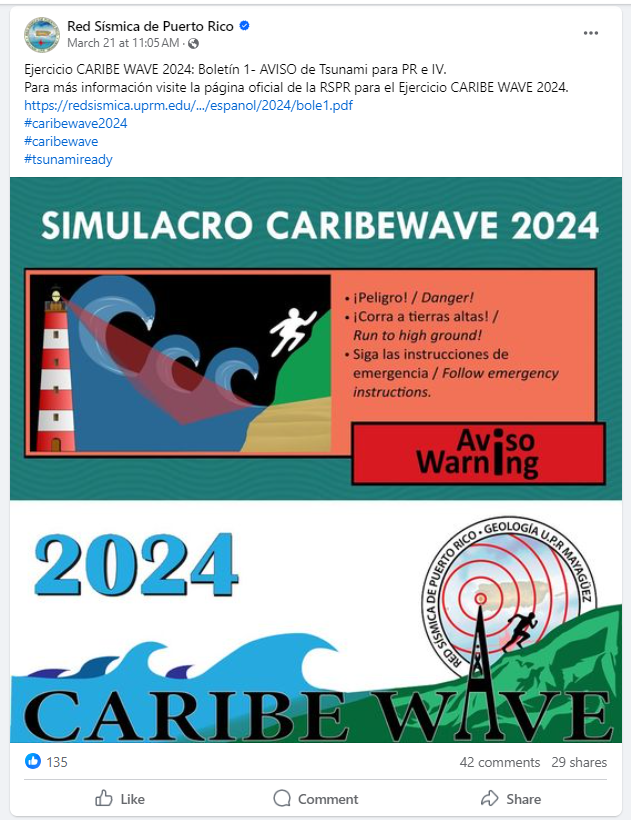 Red Sísmica de Puerto Rico
March 21 at 11:05 AM ·
Ejercicio CARIBE WAVE 2024: Boletín 1- AVISO de Tsunami para PR e IV.
Para más información visite la página oficial de la RSPR para el Ejercicio CARIBE WAVE 2024.
https://redsismica.uprm.edu/.../espanol/2024/bole1.pdf
#caribewave2024
#caribewave
#tsunamiready
SIMULACRO CARIBEWAVE 2024
• ¡Peligro! / Danger!
• ¡Corra a tierras altas! /
Run to high ground!
• Siga las instrucciones de
emergencia / Follow emergency
instructions.
Aviso
Warning
2024
RED SÍSMICA DE PUERTO RICO • GEOLOGÍA U.P.R MAYAGÜEZ
CARIBE WAVE
135
42 comments 29 shares
Like Comment Share